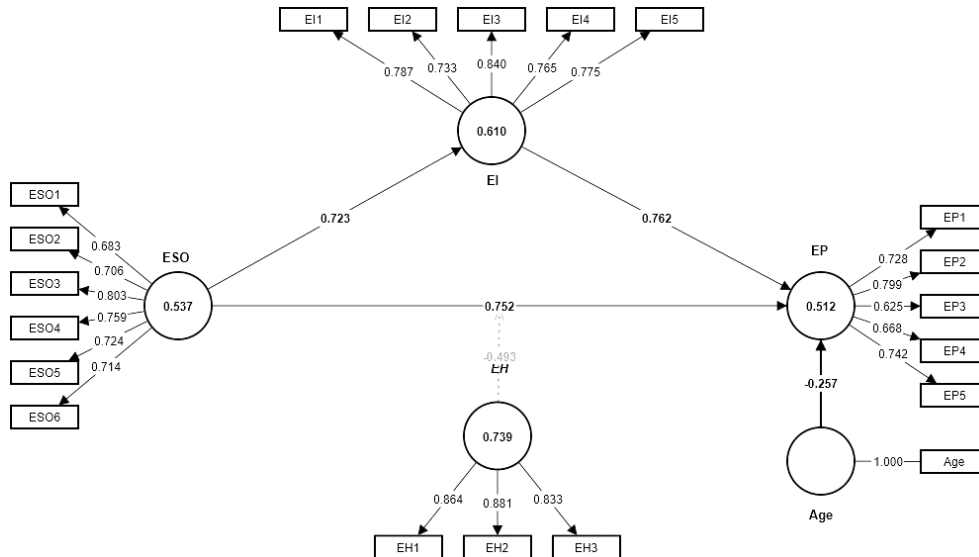 EI1 EI2 EI3 EI4 EI5
0.787 0.733 0.840 0.765 0.775
0.610
EI
0.723
0.762
ESO1
ESO2
ESO3
ESO4
ESO5
ESO6
0.683
0.706
0.803
0.759
0.724
0.714
ESO
0.537
0.752
EP
0.512
EP1
EP2
EP3
EP4
EP5
0.728
0.799
0.625
0.668
0.742
-0.493
EH
0.739
0.864 0.881 0.833
EH1 EH2 EH3
-0.257
1.000
Age
Age